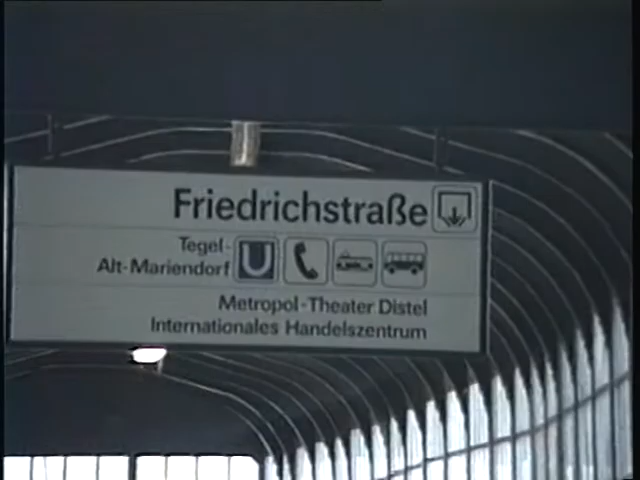 Friedrichstraße
Tegel-
Alt-Mariendorf U
Metropol-Theater Distel
Internationales Handelszentrum